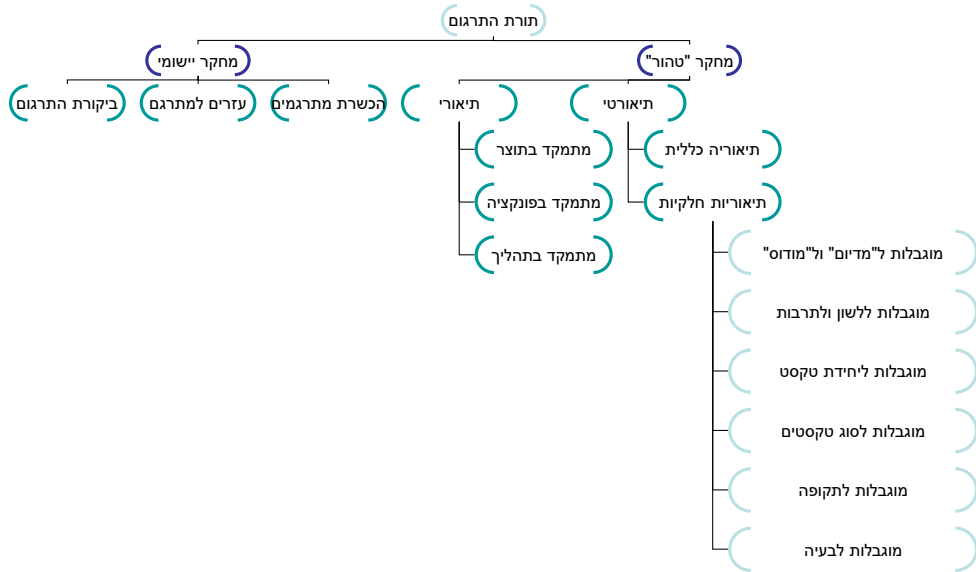 תורת התרגום
מחקר "טהור"
מחקר יישומי
תיאורטי
תיאורי
הכשרת מתרגמים
עזרים למתרגם
ביקורת התרגום
תיאוריה כללית
מתמקד בתוצר
תיאוריות חלקיות
מתמקד בפונקציה
מוגבלות ל"מדיום" ול"מודוס"
מתמקד בתהליך
מוגבלות ללשון ולתרבות
מוגבלות ליחידת טקסט
מוגבלות לסוג טקסטים
מוגבלות לתקופה
מוגבלות לבעיה